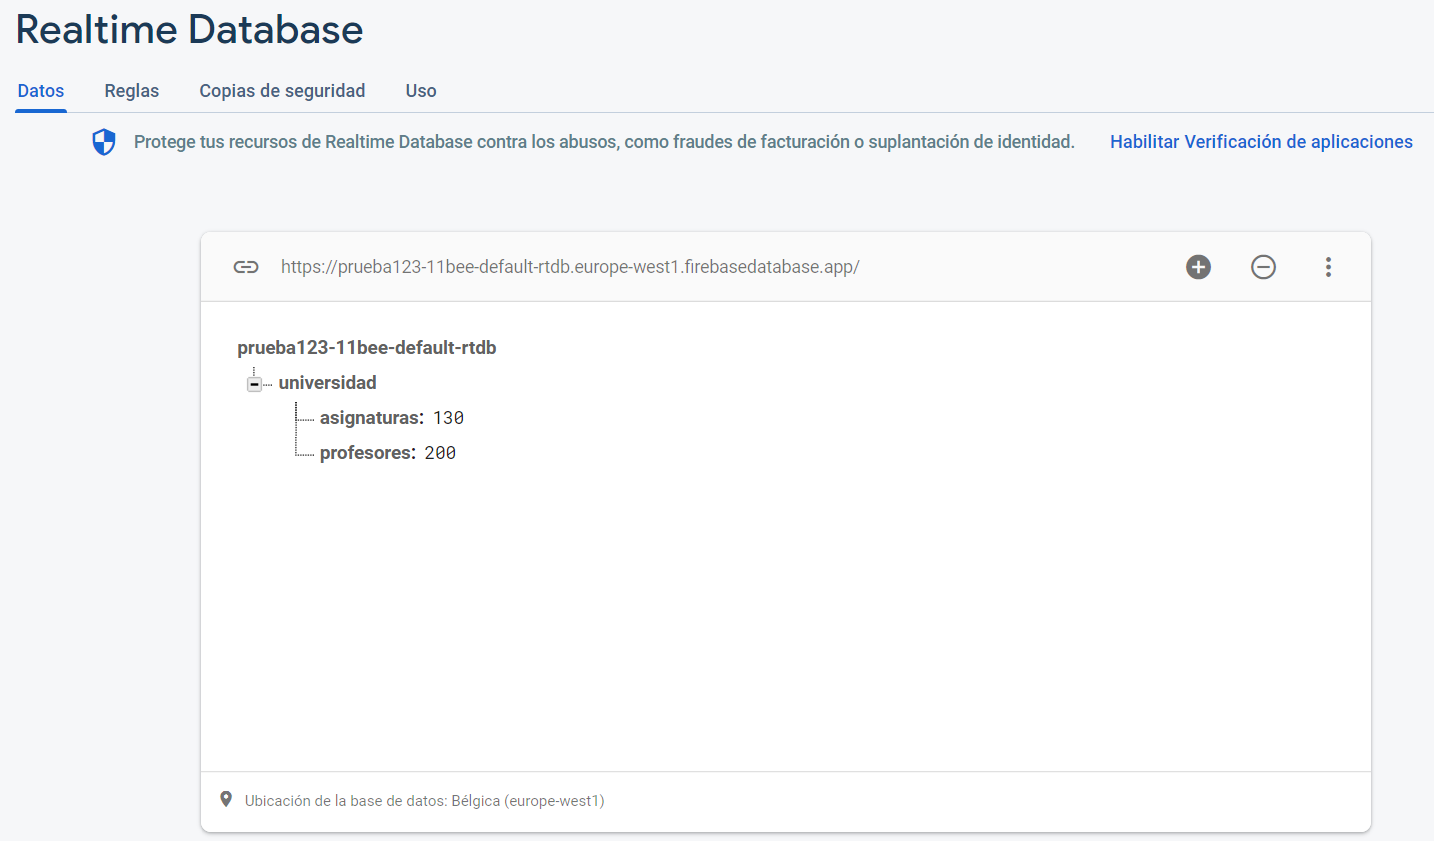 Realtime Database
Datos Reglas Copias de seguridad Uso
Protege tus recursos de Realtime Database contra los abusos, como fraudes de facturación o suplantación de identidad. Habilitar Verificación de aplicaciones
https://prueba123-11bee-default-rtdb.europe-west1.firebasedatabase.app/
prueba123-11bee-default-rtdb
universidad
asignaturas: 130
profesores: 200
Ubicación de la base de datos: Bélgica (europe-west1)